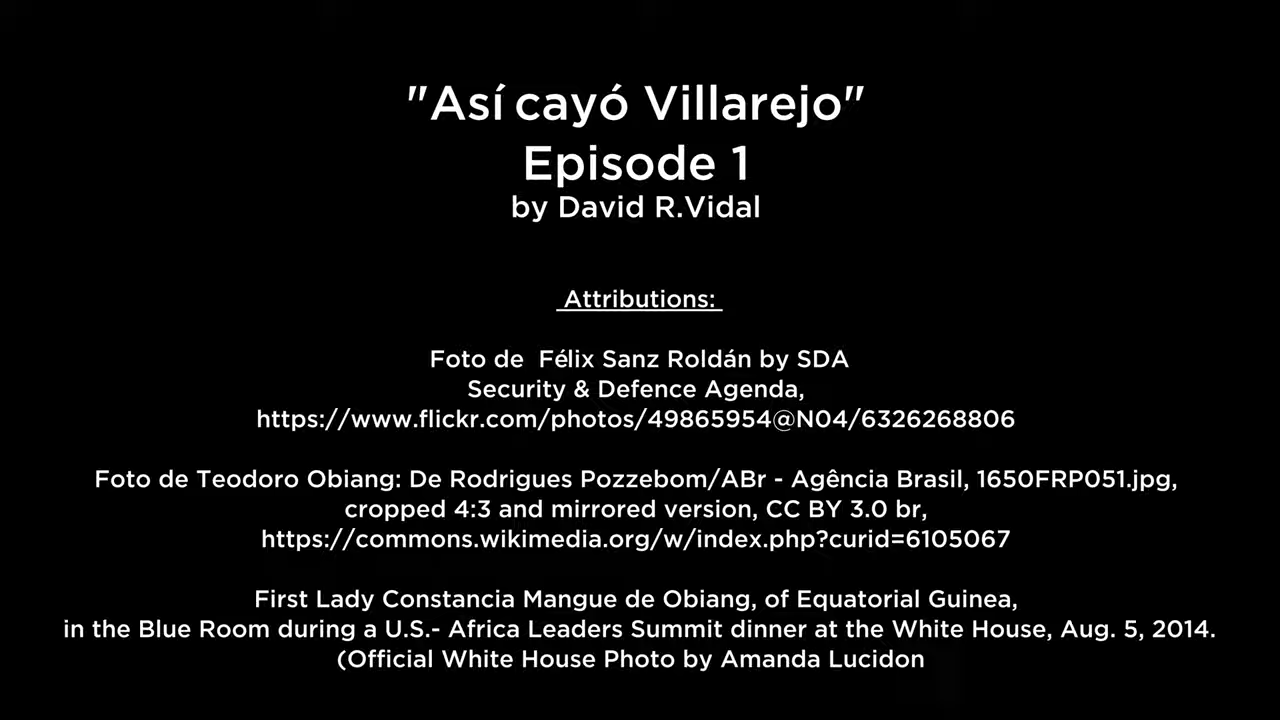 "Así cayó Villarejo"
Episode 1
by David R.Vidal
Attributions:
Foto de  Félix Sanz Roldán by SDA
Security & Defence Agenda,
https://www.flickr.com/photos/49865954@N04/6326268806
Foto de Teodoro Obiang: De Rodrigues Pozzebom/ABr - Agência Brasil, 1650FRP051.jpg,
cropped 4:3 and mirrored version, CC BY 3.0 br,
https://commons.wikimedia.org/w/index.php?curid=6105067
First Lady Constancia Mangue de Obiang, of Equatorial Guinea,
in the Blue Room during a U.S.- Africa Leaders Summit dinner at the White House, Aug. 5, 2014.
(Official White House Photo by Amanda Lucidon